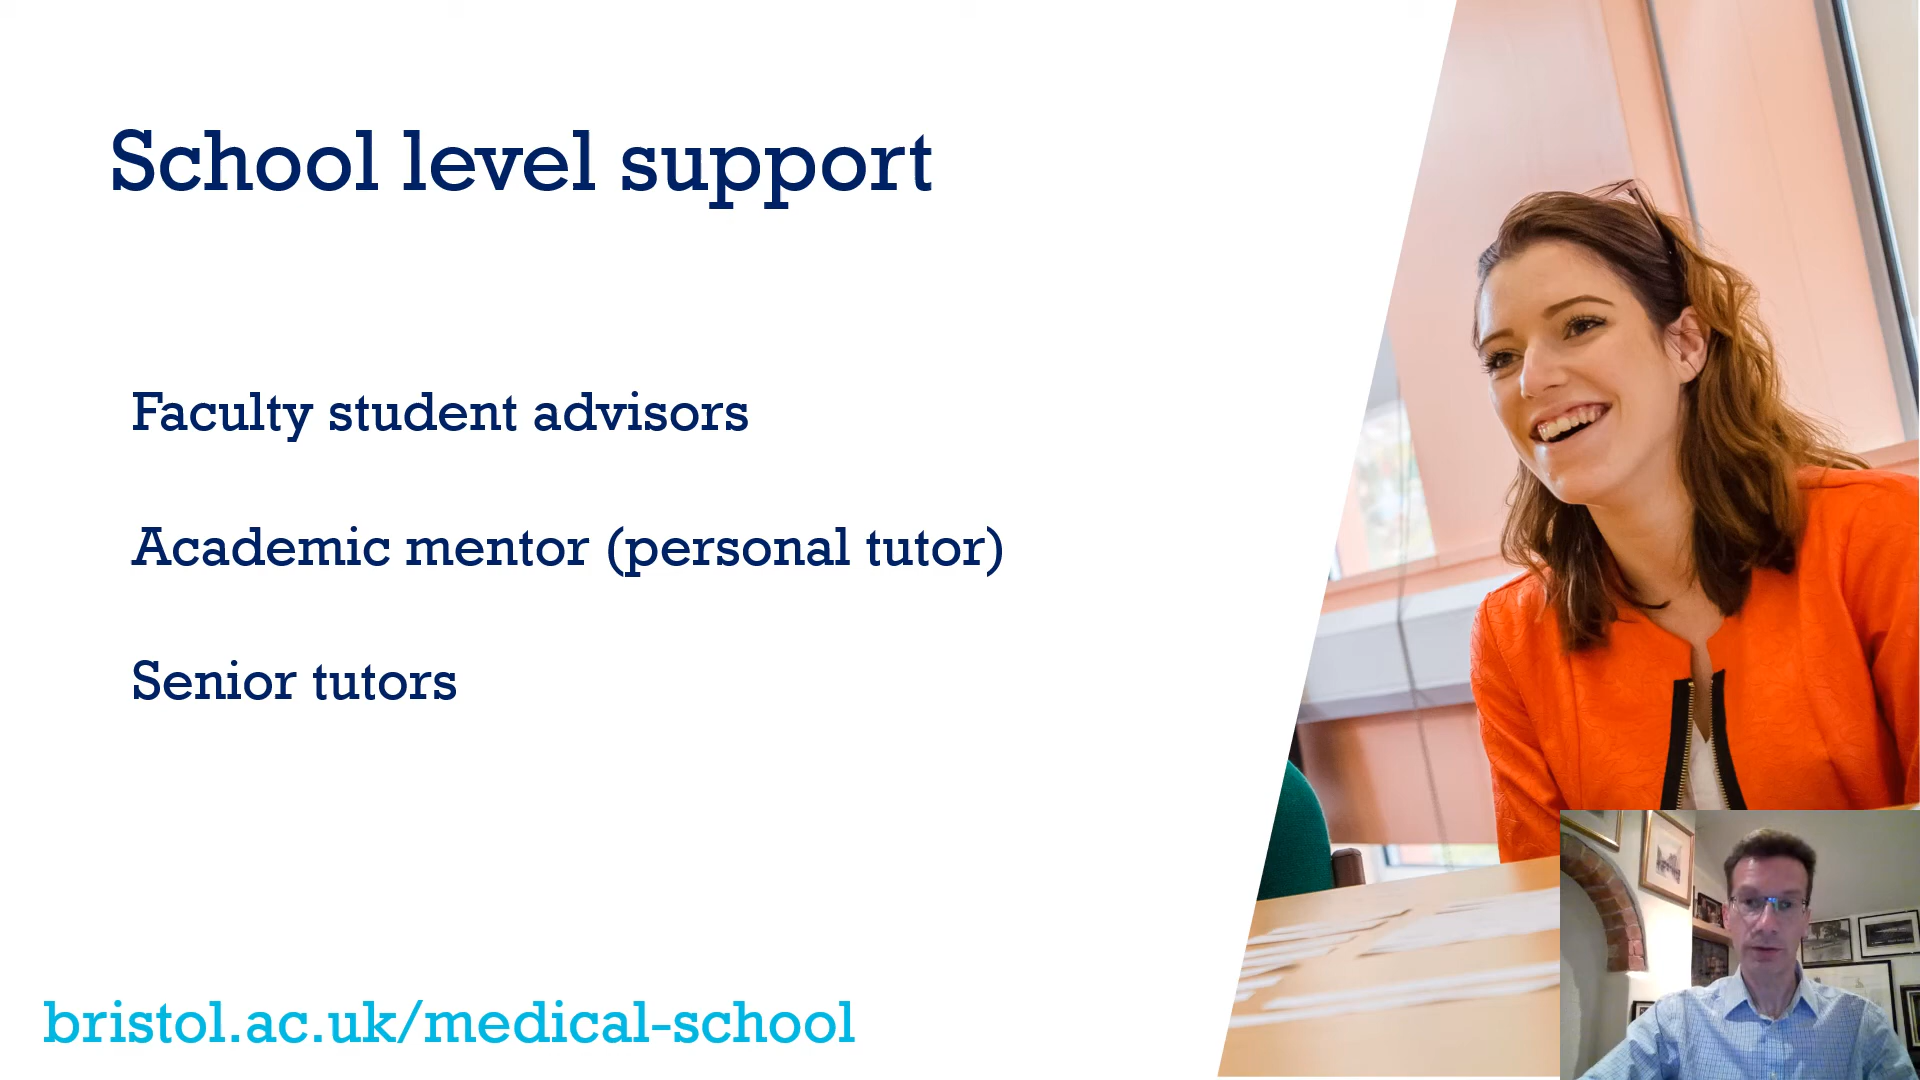 School level support
Faculty student advisors
Academic mentor (personal tutor)
Senior tutors
bristol.ac.uk/medical-school